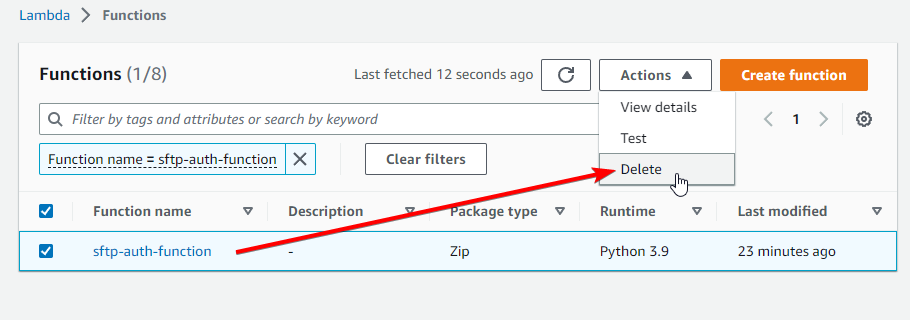 Lambda > Functions
Functions (1/8)
Last fetched 12 seconds ago
Actions
Create function
Filter by tags and attributes or search by keyword
View details
Test
Delete
1
Function name = sftp-auth-function
Clear filters
Function name Description Package type Runtime Last modified
sftp-auth-function - Zip Python 3.9 23 minutes ago